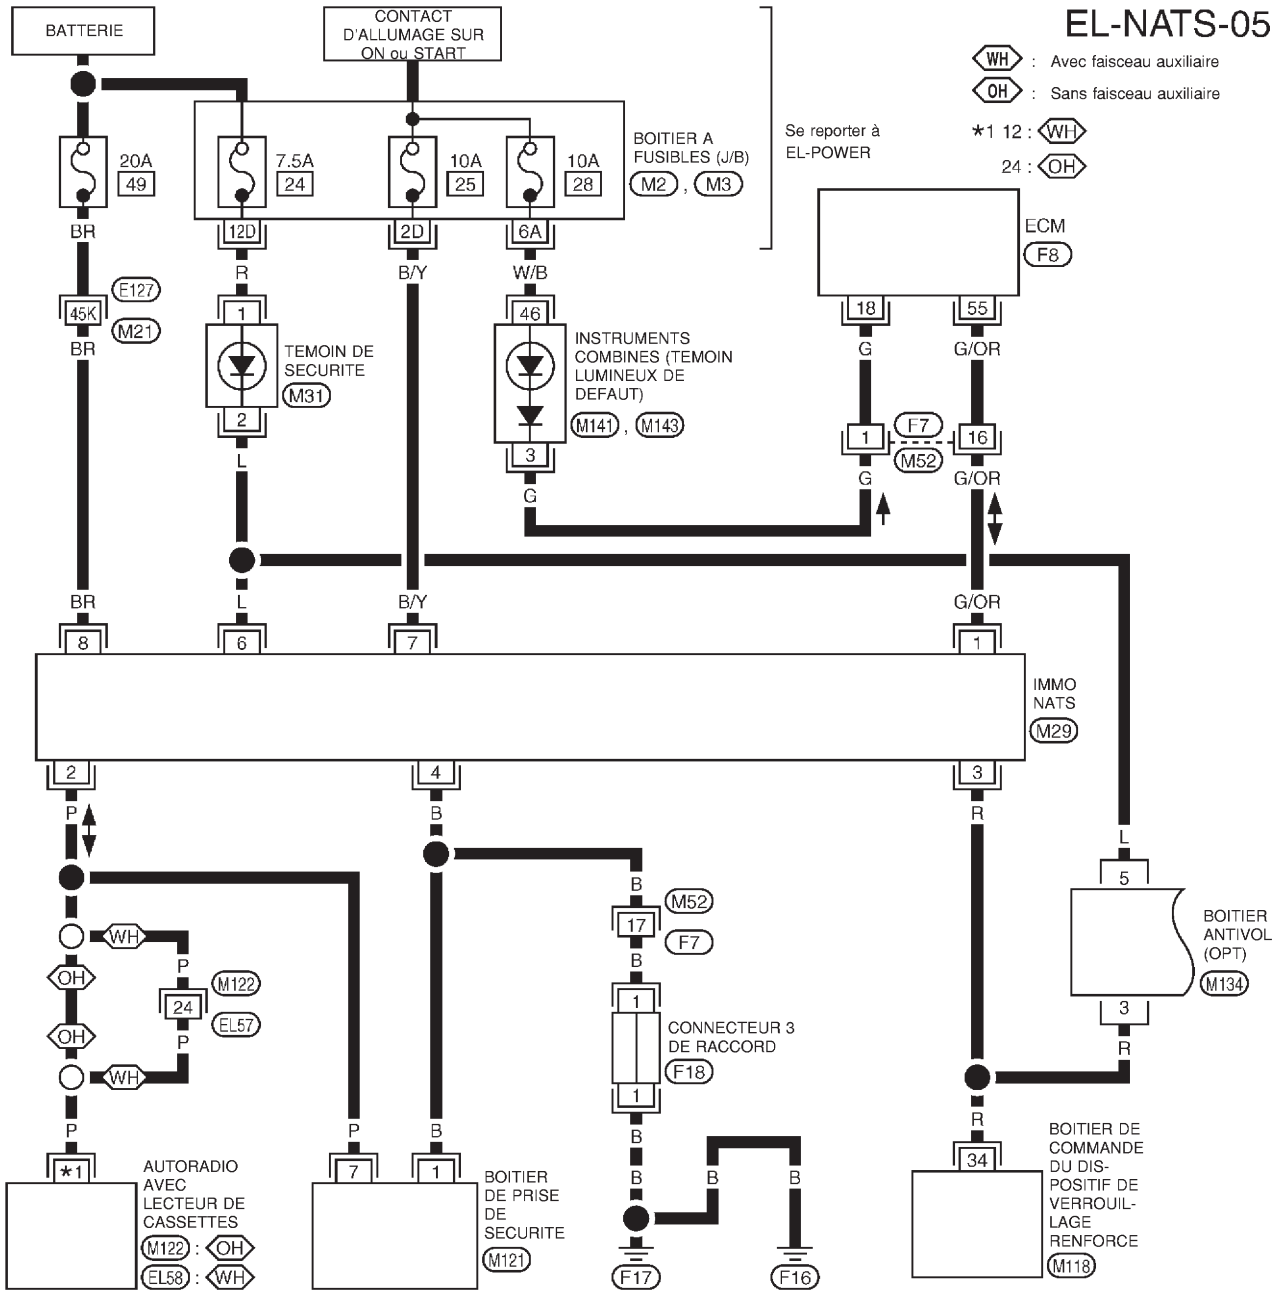 EL-NATS-05
BATTERIE
CONTACT
D'ALLUMAGE SUR
ON ou START
WH : Avec faisceau auxiliaire
OH : Sans faisceau auxiliaire
★1 12 : WH
24 : OH
Se reporter à
EL-POWER
20A
49
7.5A
24
10A
25
10A
28
BOITIER A
FUSIBLES (J/B)
M2 , M3
12D
2D
6A
BR
R
B/Y
W/B
ECM
F8
18
55
G
G/OR
45K
E127
M21
BR
1
TEMOIN DE
SECURITE
M31
2
L
46
INSTRUMENTS
COMBINES (TEMOIN
LUMINEUX DE
DEFAUT)
M141 , M143
3
G
1
F7
M52
16
G
G/OR
BR
L
B/Y
G/OR
8
6
7
1
IMMO
NATS
M29
2
4
3
P
B
R
L
5
BOITIER
ANTIVOL
(OPT)
M134
3
R
WH
OH
OH
WH
P
24
M122
EL57
P
B
M52
17
F7
B
1
CONNECTEUR 3
DE RACCORD
F18
1
B
B
B
B
F17
F16
P
P
B
R
★1
AUTORADIO
AVEC
LECTEUR DE
CASSETTES
M122 : OH
EL58 : WH
7
1
BOITIER
DE PRISE
DE
SECURITE
M121
34
BOITIER DE
COMMANDE
DU DIS-
POSITIF DE
VERROUIL-
LAGE
RENFORCE
M118